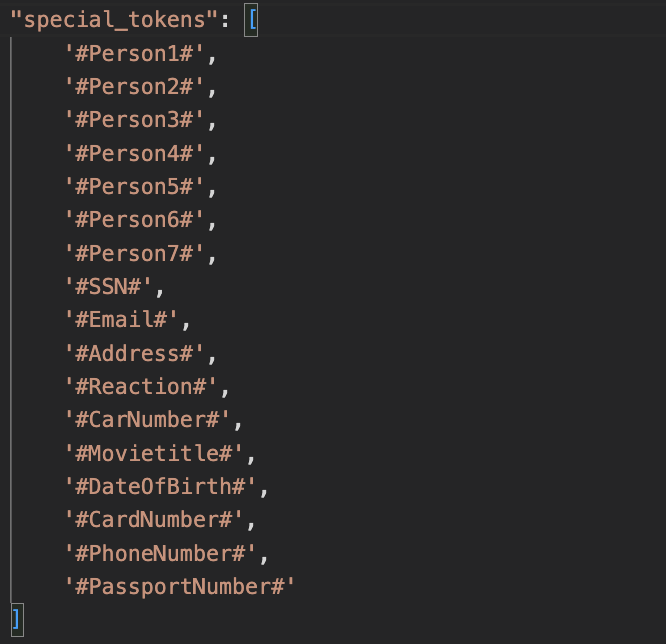 "special_tokens": [
'#Person1#',
'#Person2#',
'#Person3#',
'#Person4#',
'#Person5#',
'#Person6#',
'#Person7#',
'#SSN#',
'#Email#',
'#Address#',
'#Reaction#',
'#CarNumber#',
'#Movietitle#',
'#DateOfBirth#',
'#CardNumber#',
'#PhoneNumber#',
'#PassportNumber#'
]